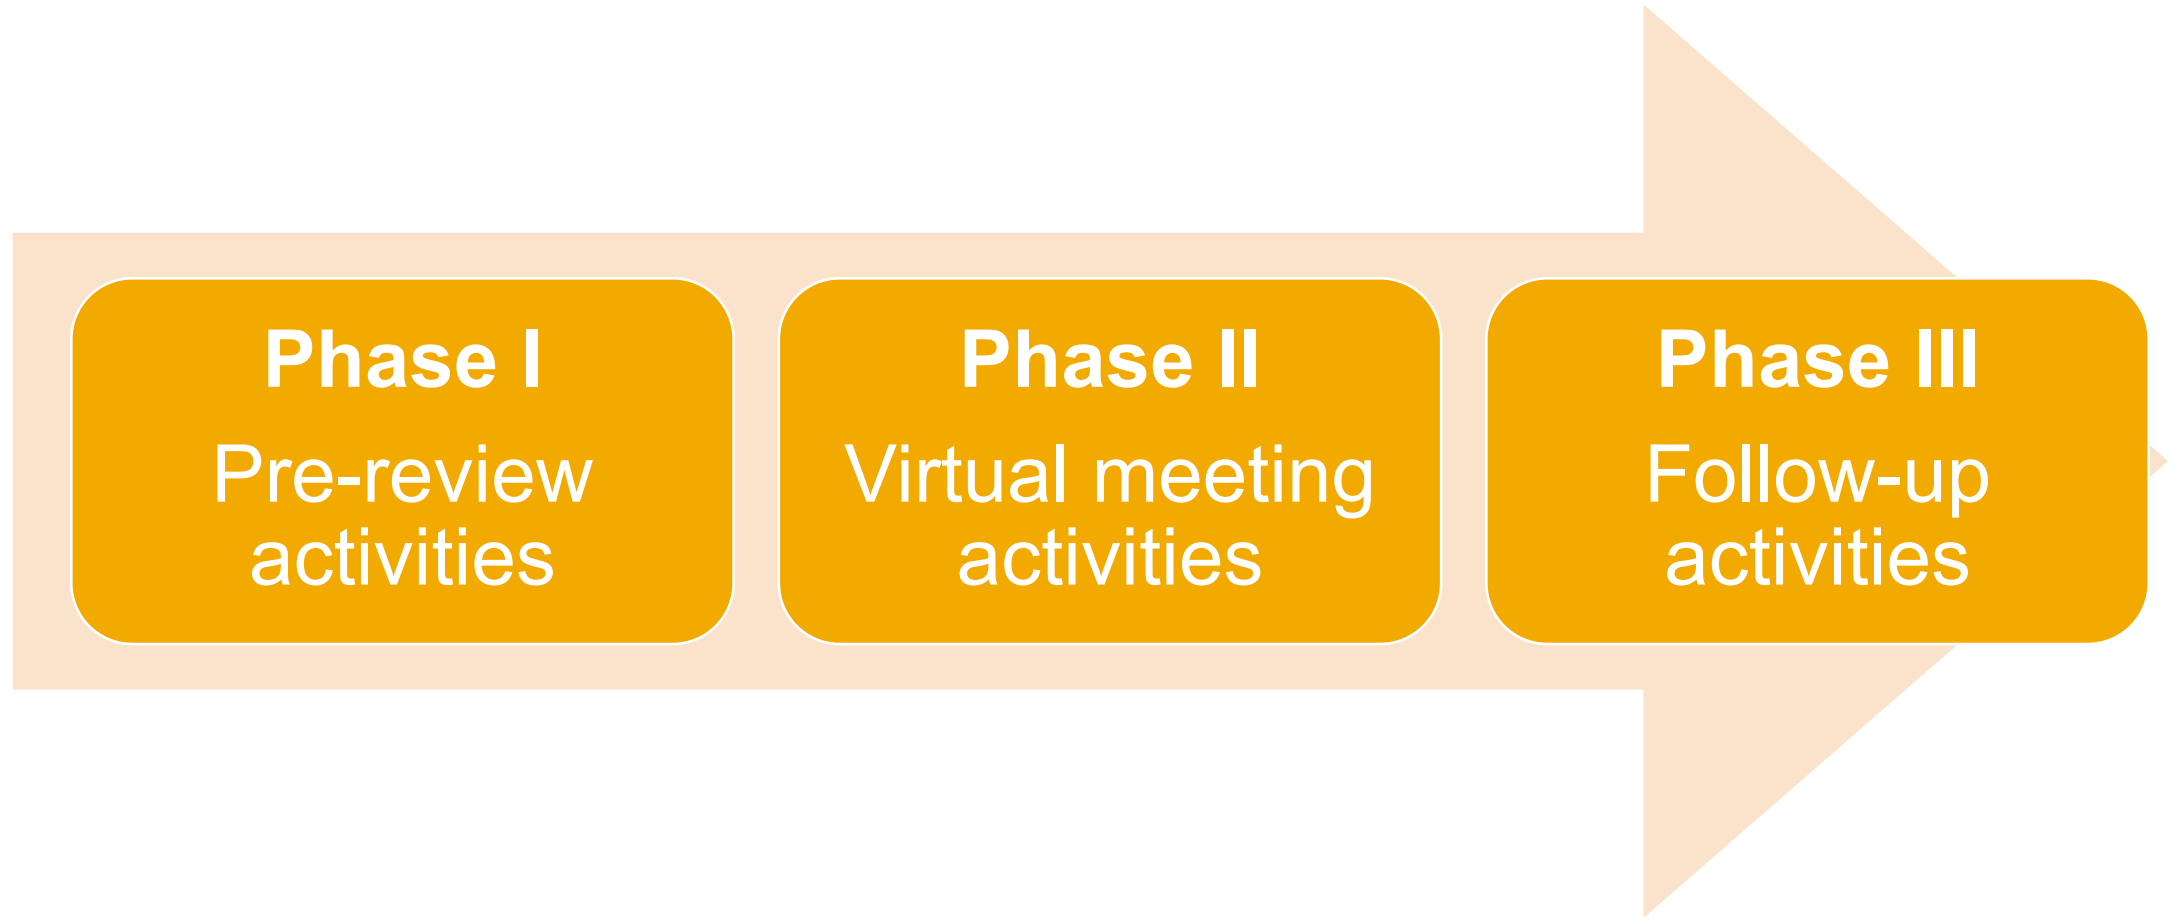 Phase I
Pre-review
activities
Phase II
Virtual meeting
activities
Phase III
Follow-up
activities